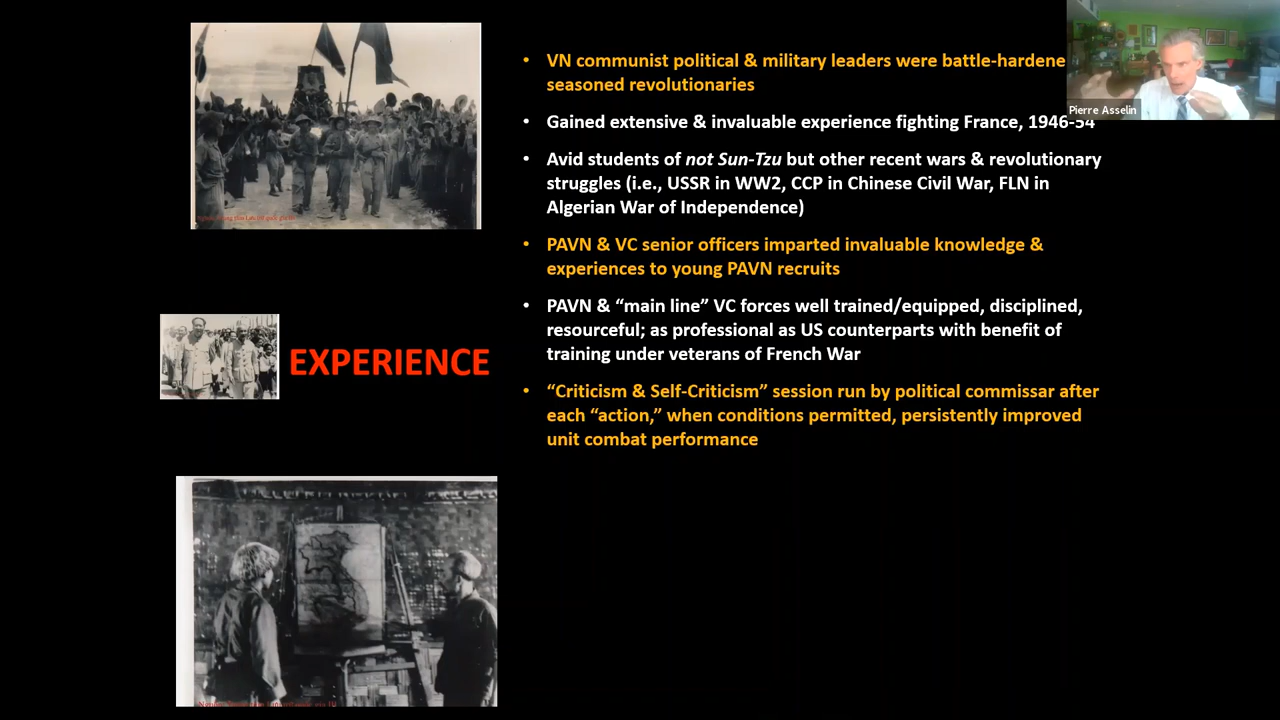 VN communist political & military leaders were battle-hardene
seasoned revolutionaries
Pierre Asselin
Gained extensive & invaluable experience fighting France, 1946-54
Avid students of not Sun-Tzu but other recent wars & revolutionary
struggles (i.e., USSR in WW2, CCP in Chinese Civil War, FLN in
Algerian War of Independence)
PAVN & VC senior officers imparted invaluable knowledge &
experiences to young PAVN recruits
PAVN & “main line” VC forces well trained/equipped, disciplined,
resourceful; as professional as US counterparts with benefit of
training under veterans of French War
EXPERIENCE
“Criticism & Self-Criticism” session run by political commissar after
each “action,” when conditions permitted, persistently improved
unit combat performance